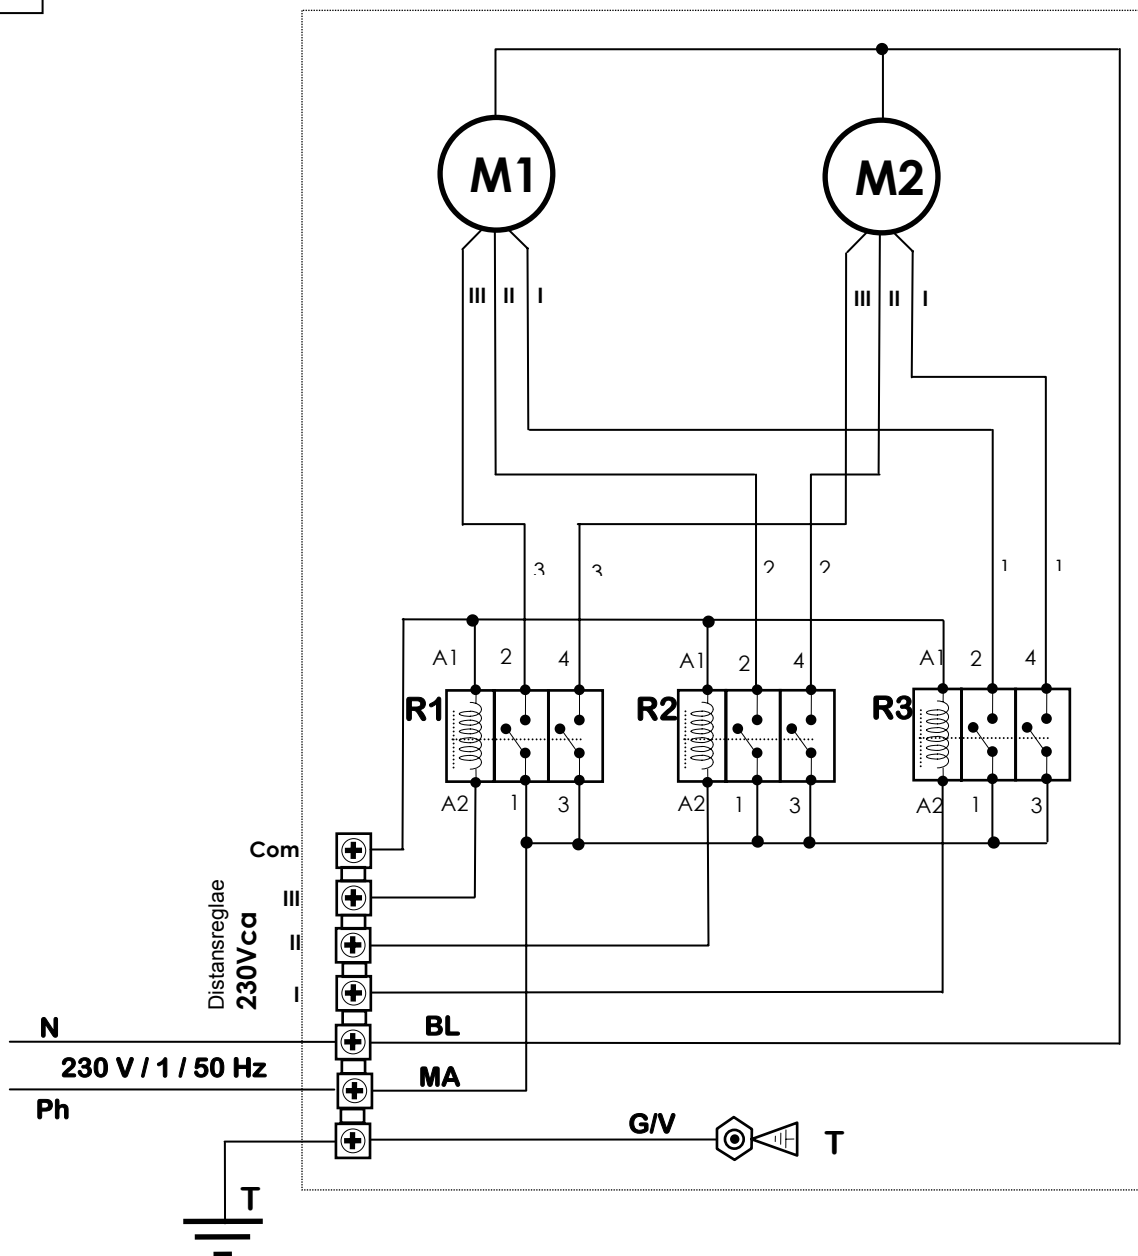 M1 M2
III II I III II I
3 3 2 2 1 1
A1 2 4 A1 2 4 A1 2 4
R1 R2 R3
A2 1 3 A2 1 3 A2 1 3
Com
III
II
I
Distansreglae
230Vca
N BL
230 V / 1 / 50 Hz MA
Ph
G/V T
T